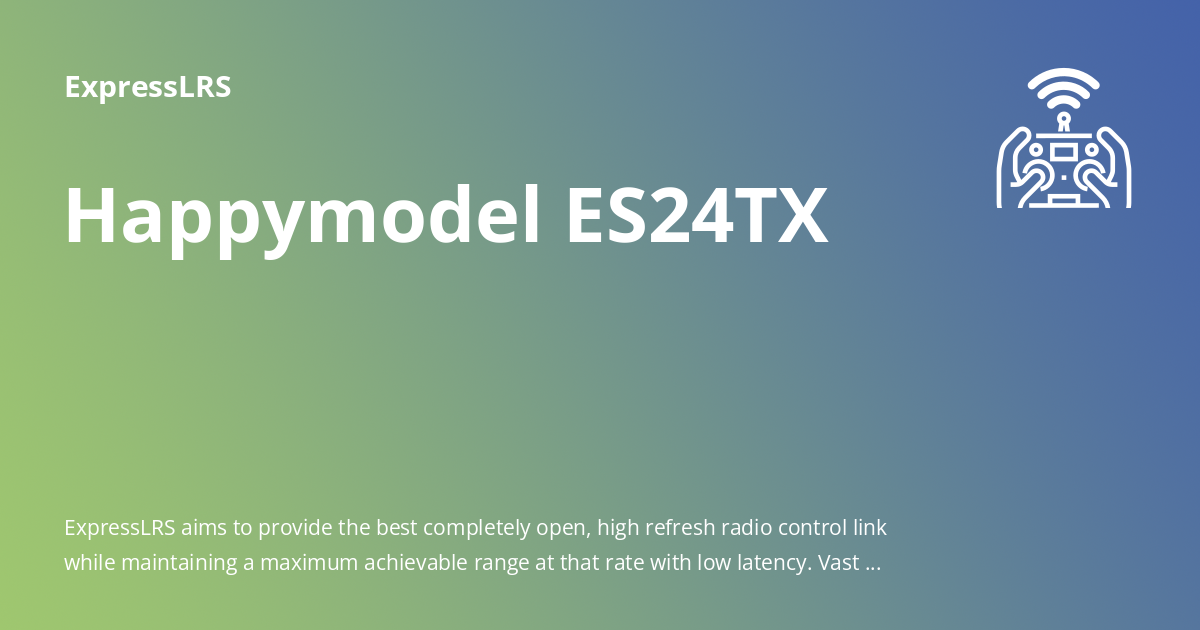 ExpressLRS
Happymodel ES24TX
ExpressLRS aims to provide the best completely open, high refresh radio control link
while maintaining a maximum achievable range at that rate with low latency. Vast ...